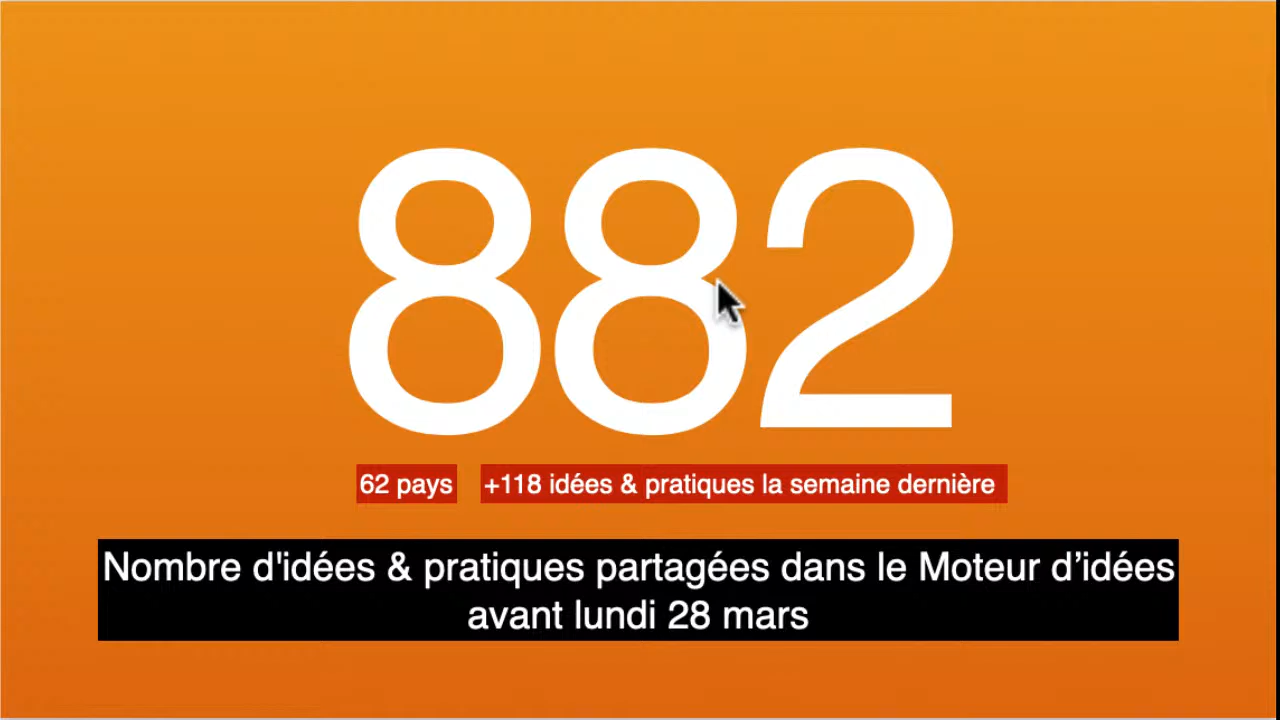 882
62 pays +118 idées & pratiques la semaine dernière
Nombre d'idées & pratiques partagées dans le Moteur d’idées
avant lundi 28 mars